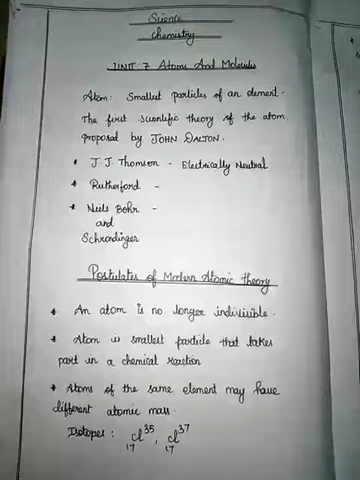 Science
Chemistry
UNIT-7 Atoms And Molecules
Atom: Smallest particles of an element.
The first scientific theory of the atom
proposed by JOHN DALTON.
* J.J. Thomson - Electrically Neutral
* Rutherford -
* Niels Bohr -
and
Schrondinger
Postulates of Modern Atomic theory
* An atom is no longer indivisible.
* Atom is smallest particle that takes
part in a chemical reaction
* Atoms of the same element may have
different atomic mass.
Isotopes: ₁₇Cl³⁵, ₁₇Cl³⁷